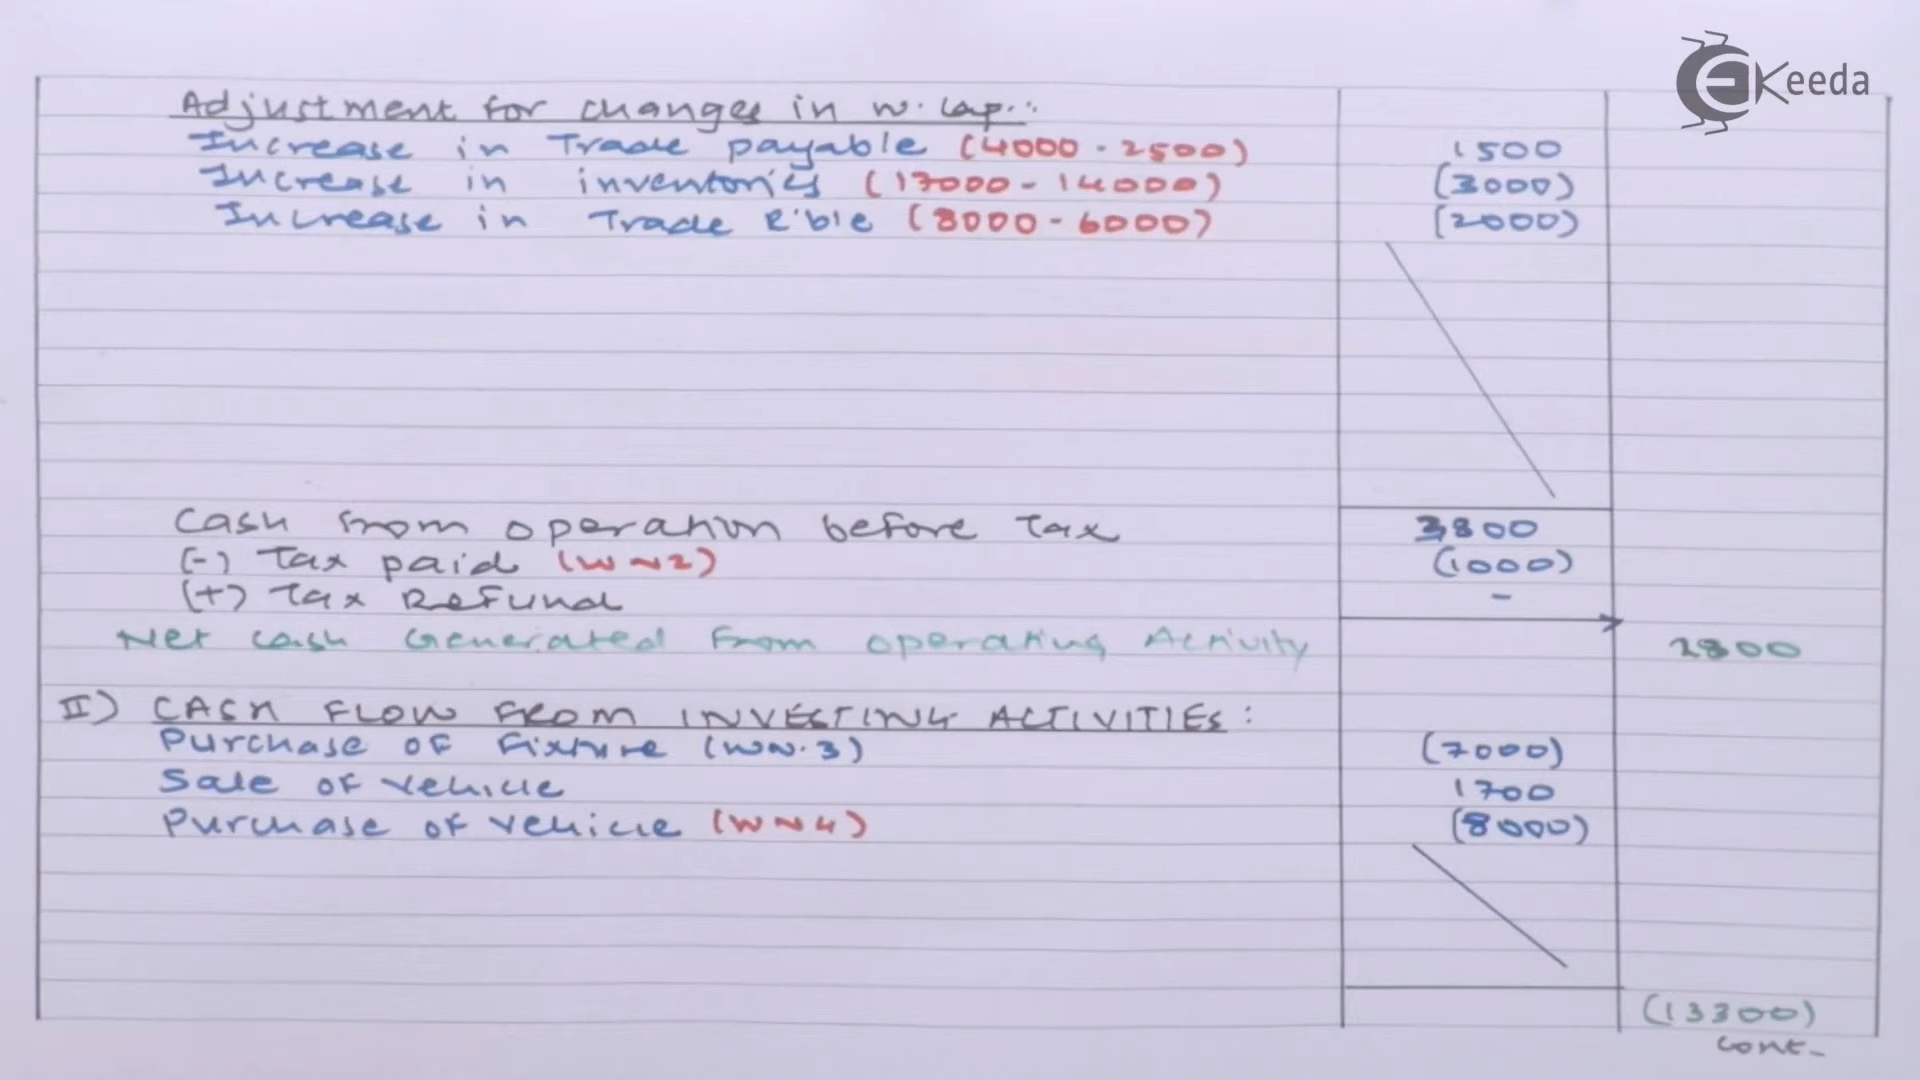 EKeeda
Adjustment for changes in w. cap.:
Increase in Trade payable (4000 - 2500) 1500
Increase in inventories (17000 - 14000) (3000)
Increase in Trade R'ble (8000 - 6000) (2000)
Cash from operation before Tax 3800
(-) Tax paid (WN2) (1000)
(+) Tax Refund -
Net cash Generated from operating Activity 2800
II) CASH FLOW FROM INVESTING ACTIVITIES:
Purchase of Fixture (WN.3) (7000)
Sale of vehicle 1700
Purchase of vehicle (WN4) (8000)
(13300)
cont-